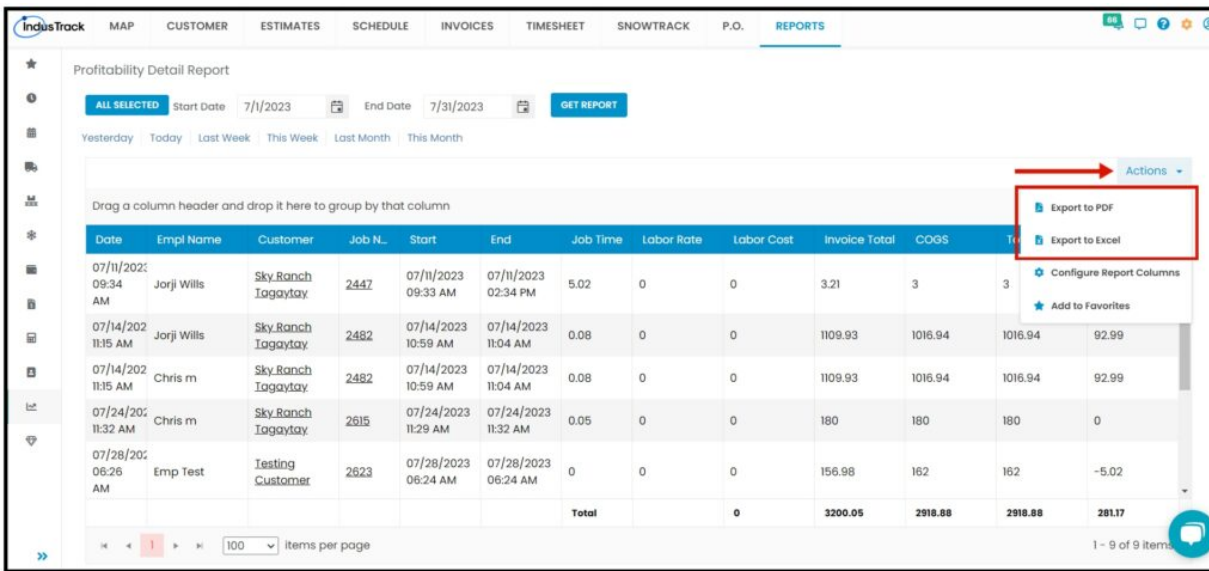 IndusTrack MAP CUSTOMER ESTIMATES SCHEDULE INVOICES TIMESHEET SNOWTRACK P.O. REPORTS 66
Profitability Detail Report
ALL SELECTED Start Date 7/1/2023 End Date 7/31/2023 GET REPORT
Yesterday Today Last Week This Week Last Month This Month
Actions
Drag a column header and drop it here to group by that column
Export to PDF
Export to Excel
Configure Report Columns
Add to Favorites
Date Empl Name Customer Job N... Start End Job Time Labor Rate Labor Cost Invoice Total COGS
07/11/2023 Sky Ranch 07/11/2023 07/11/2023
09:34 Jorji Wills Tagaytay 2447 09:33 AM 02:34 PM 5.02 0 0 3.21 3 3
AM
07/14/202 Jorji Wills Sky Ranch 2482 07/14/2023 07/14/2023 0.08 0 0 1109.93 1016.94 1016.94 92.99
11:15 AM Tagaytay 10:59 AM 11:04 AM
07/14/202 Chris m Sky Ranch 2482 07/14/2023 07/14/2023 0.08 0 0 1109.93 1016.94 1016.94 92.99
11:15 AM Tagaytay 10:59 AM 11:04 AM
07/24/202 Chris m Sky Ranch 2615 07/24/2023 07/24/2023 0.05 0 0 180 180 180 0
11:32 AM Tagaytay 11:29 AM 11:32 AM
07/28/202 Testing 07/28/2023 07/28/2023
06:26 Emp Test Customer 2623 06:24 AM 06:24 AM 0 0 0 156.98 162 162 -5.02
AM
Total 0 3200.05 2918.88 2918.88 281.17
1 100 items per page 1 - 9 of 9 items